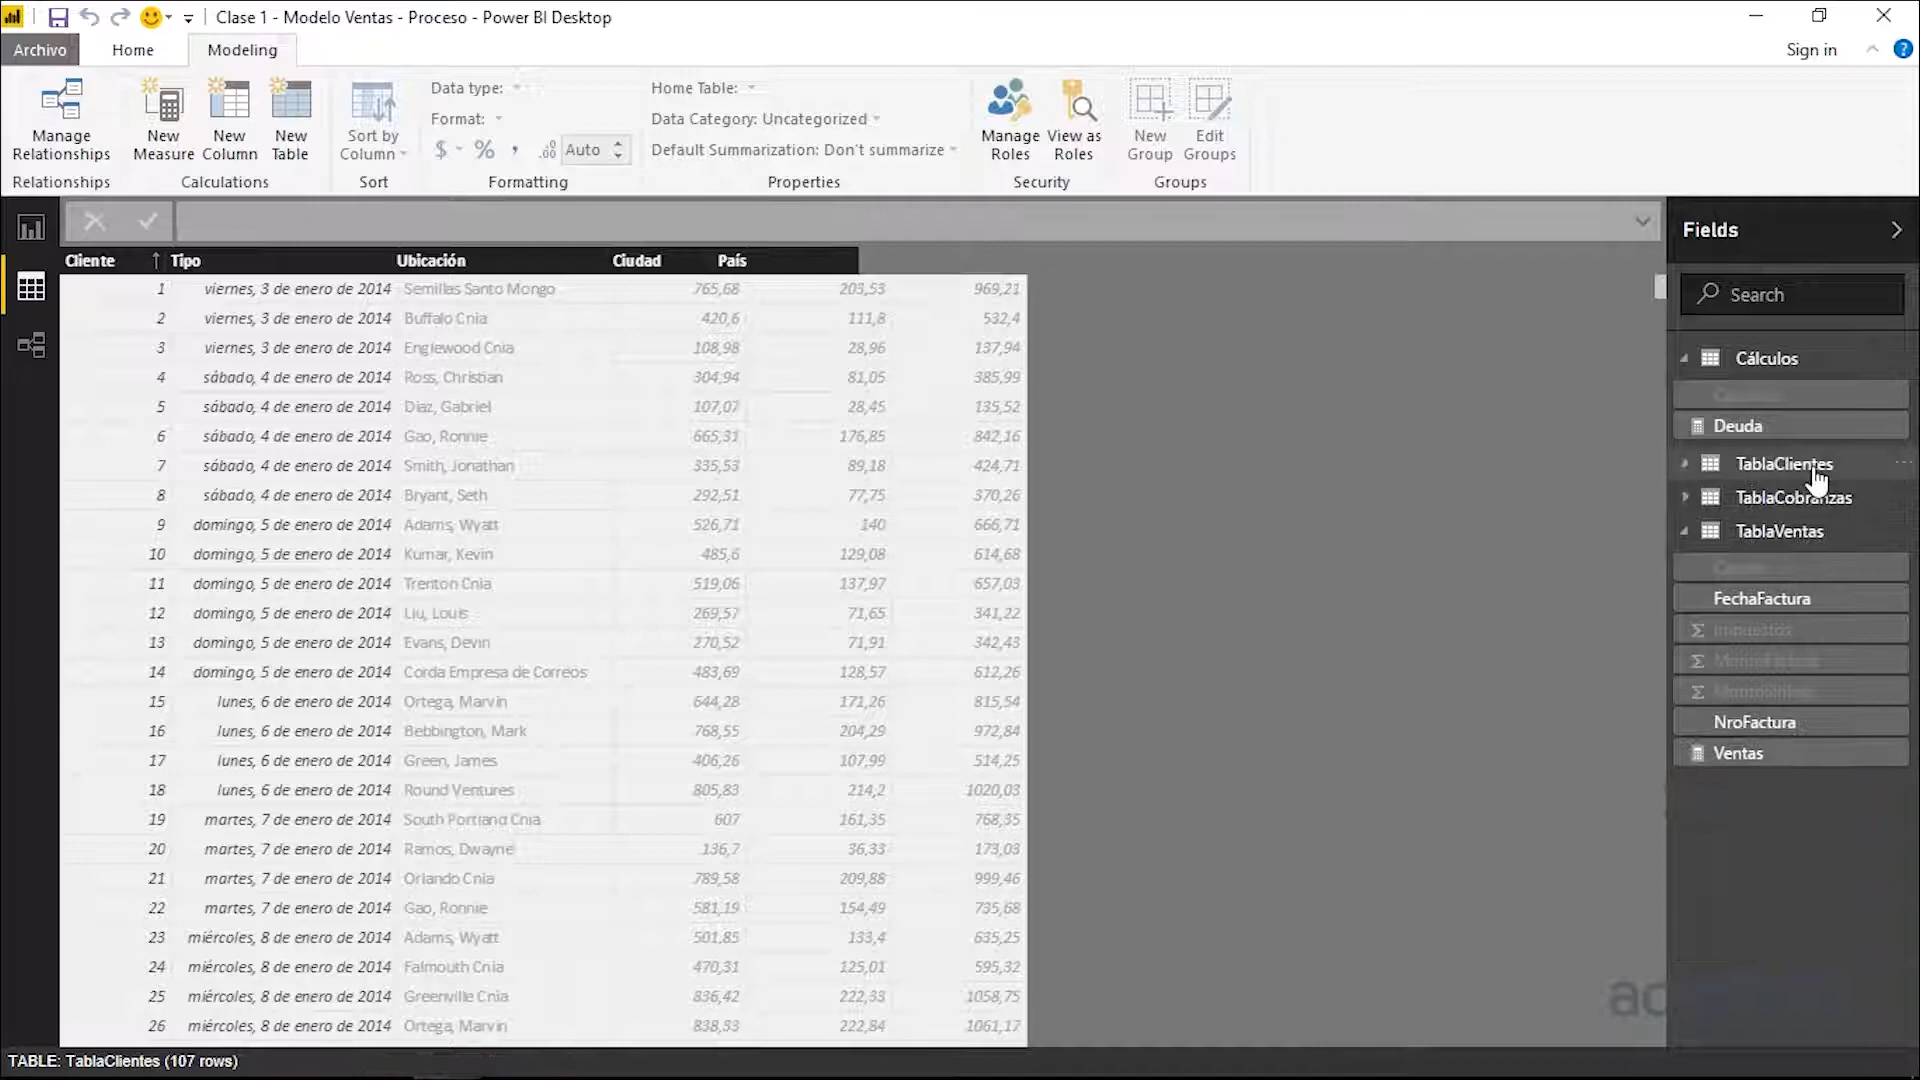 Clase 1 - Modelo Ventas - Proceso - Power BI Desktop
Archivo Home Modeling Sign in ?
Manage Relationships
New Measure
New Column
New Table
Sort by Column
Data type:
Format:
$ % , .00 Auto
Home Table:
Data Category: Uncategorized
Default Summarization: Don't summarize
Manage Roles
View as Roles
New Group
Edit Groups
Relationships Calculations Sort Formatting Properties Security Groups
Cliente Tipo Ubicación Ciudad País
1 viernes, 3 de enero de 2014 Semillas Santo Mongo 765,68 203,53 969,21
2 viernes, 3 de enero de 2014 Buffalo Cnia 420,6 111,8 532,4
3 viernes, 3 de enero de 2014 Englewood Cnia 108,98 28,96 137,94
4 sábado, 4 de enero de 2014 Ross, Christian 304,94 81,05 385,99
5 sábado, 4 de enero de 2014 Diaz, Gabriel 107,07 28,45 135,52
6 sábado, 4 de enero de 2014 Gao, Ronnie 665,31 176,85 842,16
7 sábado, 4 de enero de 2014 Smith, Jonathan 335,53 89,18 424,71
8 sábado, 4 de enero de 2014 Bryant, Seth 292,51 77,75 370,26
9 domingo, 5 de enero de 2014 Adams, Wyatt 526,71 140 666,71
10 domingo, 5 de enero de 2014 Kumar, Kevin 485,6 129,08 614,68
11 domingo, 5 de enero de 2014 Trenton Cnia 519,06 137,97 657,03
12 domingo, 5 de enero de 2014 Liu, Louis 269,57 71,65 341,22
13 domingo, 5 de enero de 2014 Evans, Devin 270,52 71,91 342,43
14 domingo, 5 de enero de 2014 Corda Empresa de Correos 483,69 128,57 612,26
15 lunes, 6 de enero de 2014 Ortega, Marvin 644,28 171,26 815,54
16 lunes, 6 de enero de 2014 Bebbington, Mark 768,55 204,29 972,84
17 lunes, 6 de enero de 2014 Green, James 406,26 107,99 514,25
18 lunes, 6 de enero de 2014 Round Ventures 805,83 214,2 1020,03
19 martes, 7 de enero de 2014 South Portland Cnia 607 161,35 768,35
20 martes, 7 de enero de 2014 Ramos, Dwayne 136,7 36,33 173,03
21 martes, 7 de enero de 2014 Orlando Cnia 789,58 209,88 999,46
22 martes, 7 de enero de 2014 Gao, Ronnie 581,19 154,49 735,68
23 miércoles, 8 de enero de 2014 Adams, Wyatt 501,85 133,4 635,25
24 miércoles, 8 de enero de 2014 Falmouth Cnia 470,31 125,01 595,32
25 miércoles, 8 de enero de 2014 Greenville Cnia 836,42 222,33 1058,75
26 miércoles, 8 de enero de 2014 Ortega, Marvin 838,33 222,84 1061,17
Fields
Search
Cálculos
Deuda
TablaClientes
TablaCobranzas
TablaVentas
FechaFactura
Impuestos
NroFactura
Ventas
TABLE: TablaClientes (107 rows)